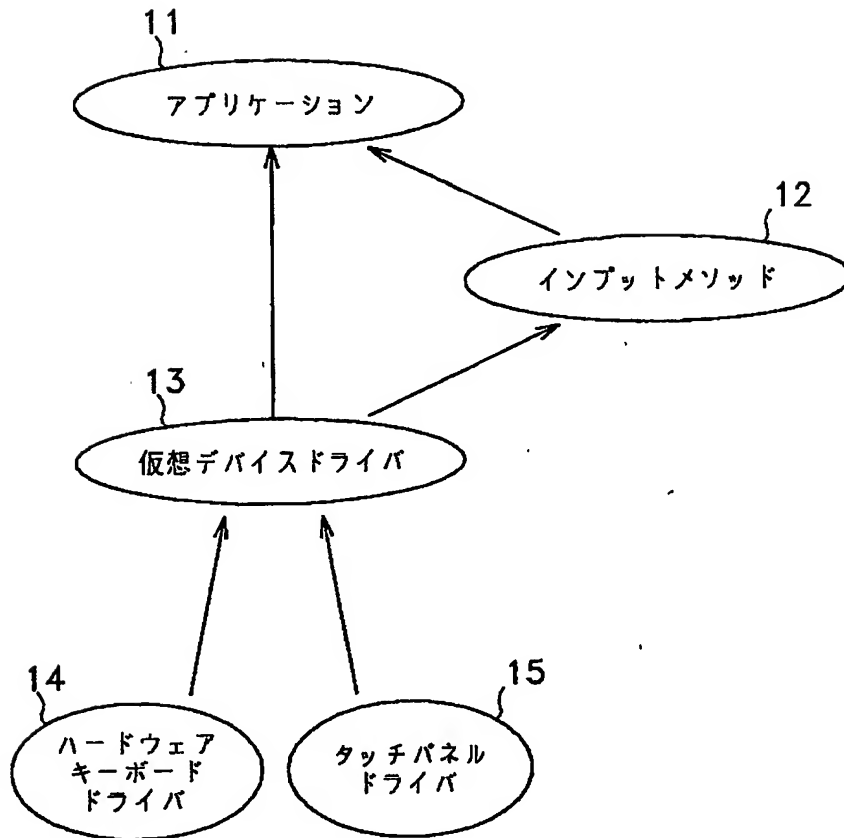 11
アプリケーション
12
インプットメソッド
13
仮想デバイスドライバ
14
ハードウェア
キーボード
ドライバ
15
タッチパネル
ドライバ